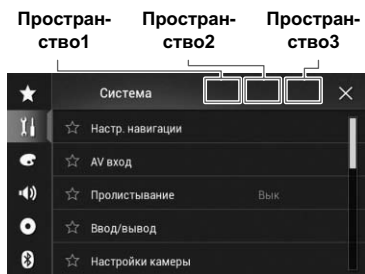 Простран-
ство1
Простран-
ство2
Простран-
ство3
Система
Настр. навигации
AV вход
Пролистывание Вык
Ввод/вывод
Настройки камеры